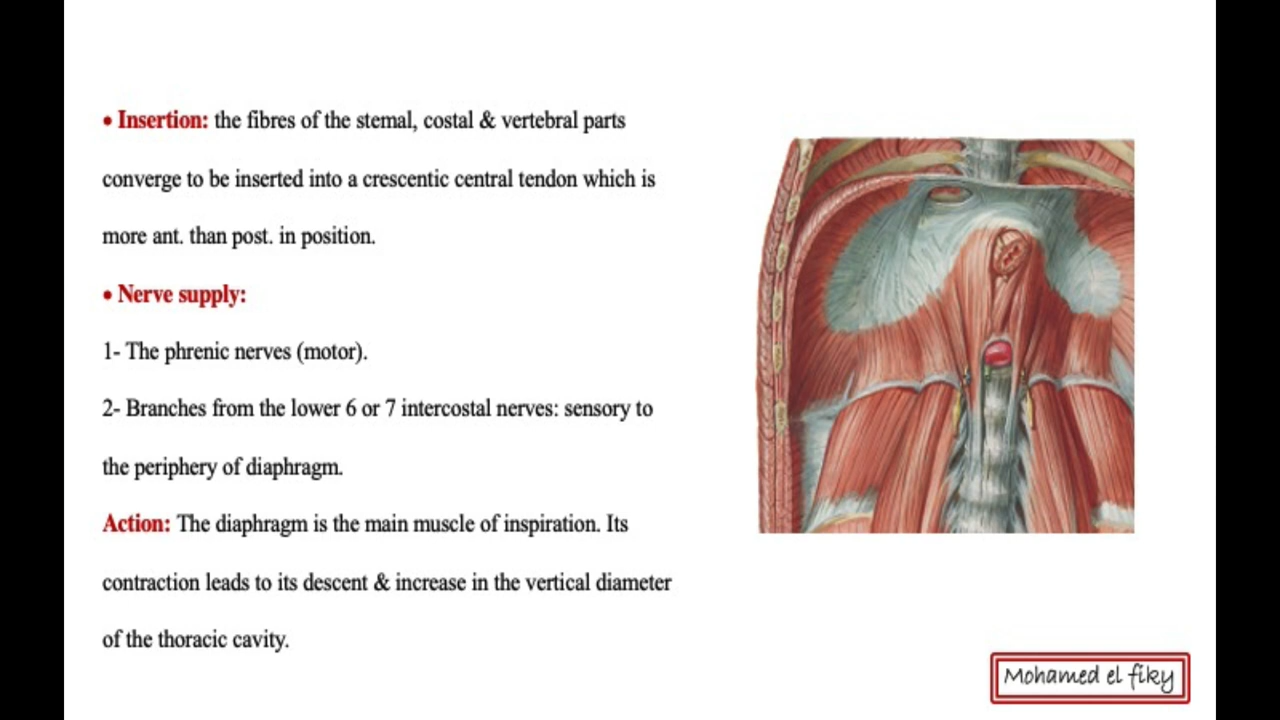 • Insertion: the fibres of the stemal, costal & vertebral parts
converge to be inserted into a crescentic central tendon which is
more ant. than post. in position.
• Nerve supply:
1- The phrenic nerves (motor).
2- Branches from the lower 6 or 7 intercostal nerves: sensory to
the periphery of diaphragm.
Action: The diaphragm is the main muscle of inspiration. Its
contraction leads to its descent & increase in the vertical diameter
of the thoracic cavity.
Mohamed el fiky